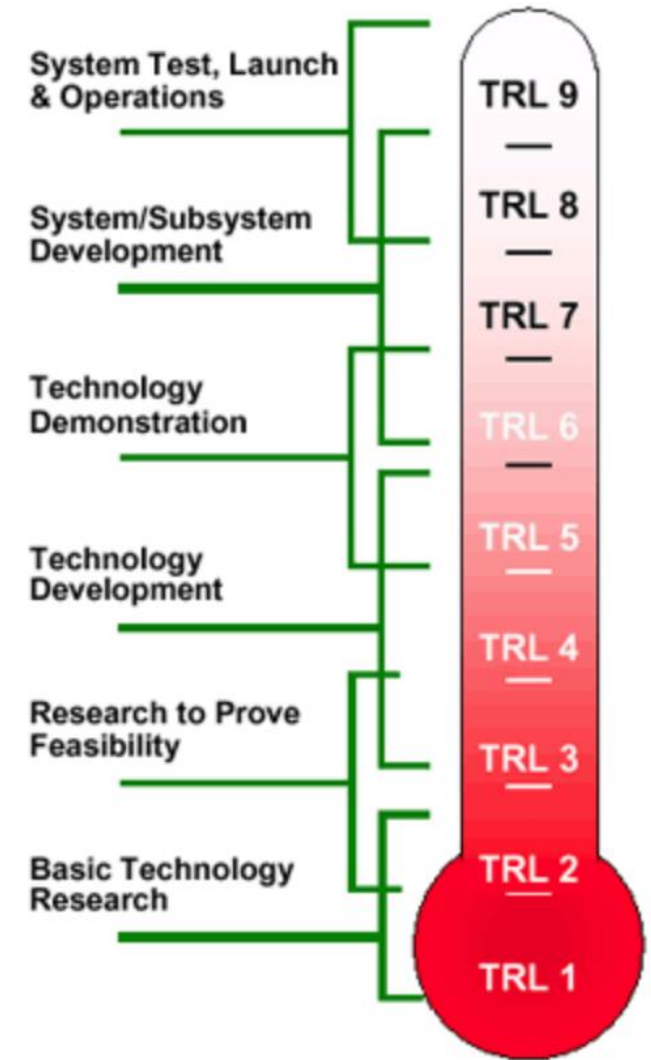 System Test, Launch
& Operations
System/Subsystem
Development
Technology
Demonstration
Technology
Development
Research to Prove
Feasibility
Basic Technology
Research
TRL 9
TRL 8
TRL 7
TRL 6
TRL 5
TRL 4
TRL 3
TRL 2
TRL 1